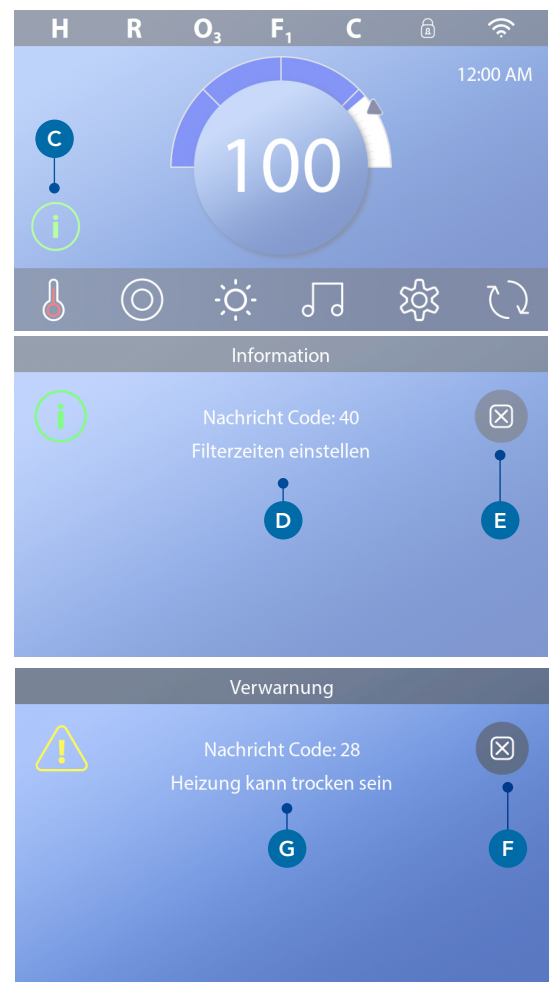 H R O3 F1 C
12:00 AM
C
100
i
Information
i
Nachricht Code: 40
Filterzeiten einstellen
D
E
Verwarnung
!
Nachricht Code: 28
Heizung kann trocken sein
G
F